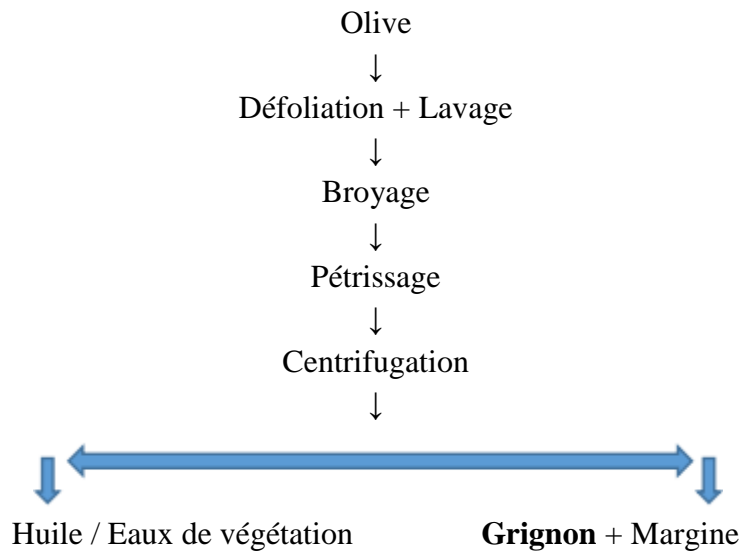 Olive
↓
Défoliation + Lavage
↓
Broyage
↓
Pétrissage
↓
Centrifugation
↓
Huile / Eaux de végétation Grignon + Margine